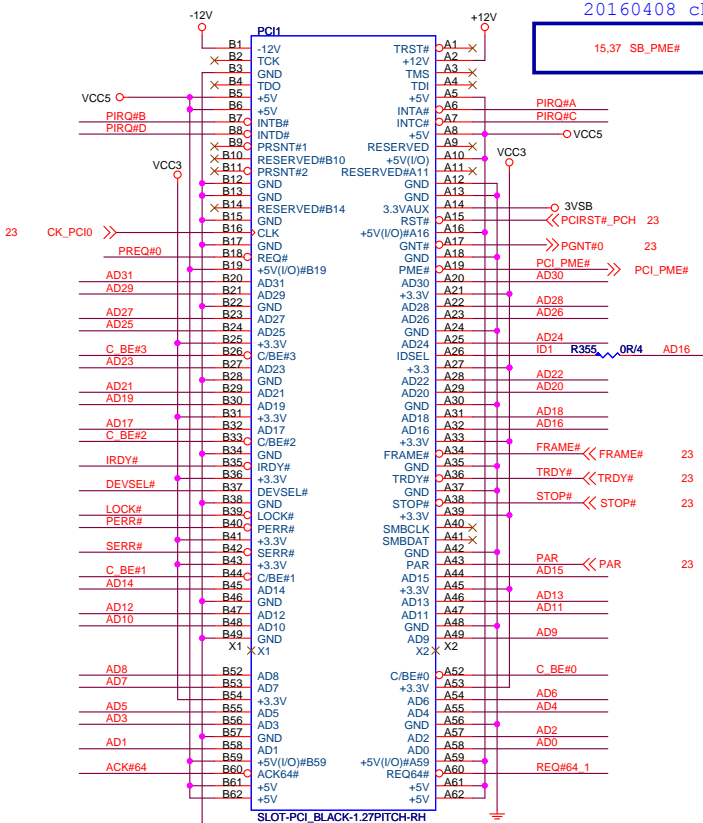 20160408 c
-12V +12V
PCI1
15,37 SB_PME#
B1 -12V TRST# A1
B2 TCK +12V A2
B3 GND TMS A3
B4 TDO TDI A4
VCC5 B5 +5V +5V A5
B6 +5V INTA# A6 PIRQ#A
PIRQ#B B7 INTB# INTC# A7 PIRQ#C
PIRQ#D B8 INTD# +5V A8 VCC5
B9 PRSNT#1 RESERVED A9
B10 RESERVED#B10 +5V(I/O) A10 VCC3
VCC3 B11 PRSNT#2 RESERVED#A11 A11
B12 GND GND A12
B13 GND GND A13
B14 RESERVED#B14 3.3VAUX A14 3VSB
B15 GND RST# A15 PCIRST#_PCH 23
23 CK_PCI0 B16 CLK +5V(I/O)#A16 A16
B17 GND GNT# A17 PGNT#0 23
PREQ#0 B18 REQ# GND A18
B19 +5V(I/O)#B19 PME# A19 PCI_PME# PCI_PME#
AD31 B20 AD31 AD30 A20 AD30
AD29 B21 AD29 +3.3V A21
B22 GND AD28 A22 AD28
AD27 B23 AD27 AD26 A23 AD26
AD25 B24 AD25 GND A24
B25 +3.3V AD24 A25 AD24
C_BE#3 B26 C/BE#3 IDSEL A26 ID1 R355 0R/4 AD16
AD23 B27 AD23 +3.3 A27
B28 GND AD22 A28 AD22
AD21 B29 AD21 AD20 A29 AD20
AD19 B30 AD19 GND A30
B31 +3.3V AD18 A31 AD18
AD17 B32 AD17 AD16 A32 AD16
C_BE#2 B33 C/BE#2 +3.3V A33
B34 GND FRAME# A34 FRAME# FRAME# 23
IRDY# B35 IRDY# GND A35
B36 +3.3V TRDY# A36 TRDY# TRDY# 23
DEVSEL# B37 DEVSEL# GND A37
B38 GND STOP# A38 STOP# STOP# 23
LOCK# B39 LOCK# +3.3V A39
PERR# B40 PERR# SMBCLK A40
B41 +3.3V SMBDAT A41
SERR# B42 SERR# GND A42
B43 +3.3V PAR A43 PAR PAR 23
C_BE#1 B44 C/BE#1 AD15 A44 AD15
AD14 B45 AD14 +3.3V A45
B46 GND AD13 A46 AD13
AD12 B47 AD12 AD11 A47 AD11
AD10 B48 AD10 GND A48
B49 GND AD9 A49 AD9
X1 X1 X2 X2
AD8 B52 AD8 C/BE#0 A52 C_BE#0
AD7 B53 AD7 +3.3V A53
B54 +3.3V AD6 A54 AD6
AD5 B55 AD5 AD4 A55 AD4
AD3 B56 AD3 GND A56
B57 GND AD2 A57 AD2
AD1 B58 AD1 AD0 A58 AD0
B59 +5V(I/O)#B59 +5V(I/O)#A59 A59
ACK#64 B60 ACK64# REQ64# A60 REQ#64_1
B61 +5V +5V A61
B62 +5V +5V A62
SLOT-PCI_BLACK-1.27PITCH-RH